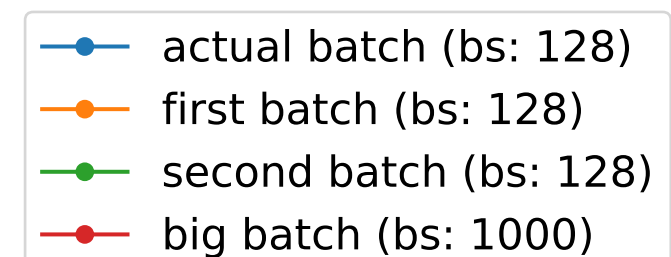 actual batch (bs: 128)
first batch (bs: 128)
second batch (bs: 128)
big batch (bs: 1000)